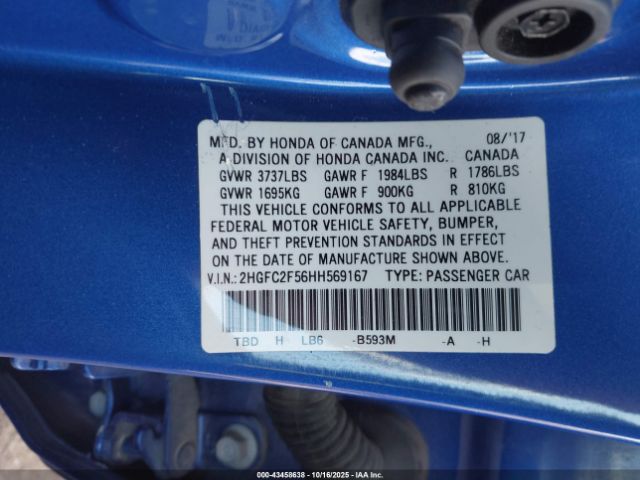 MFD. BY HONDA OF CANADA MFG., 08/'17
A DIVISION OF HONDA CANADA INC. CANADA
GVWR 3737LBS GAWR F 1984LBS R 1786LBS
GVWR 1695KG GAWR F 900KG R 810KG
THIS VEHICLE CONFORMS TO ALL APPLICABLE
FEDERAL MOTOR VEHICLE SAFETY, BUMPER,
AND THEFT PREVENTION STANDARDS IN EFFECT
ON THE DATE OF MANUFACTURE SHOWN ABOVE.
V.I.N.: 2HGFC2F56HH569167 TYPE: PASSENGER CAR
TBD H LBG -B593M -A -H
© IAA 43458638 | 10/16/2025 - © IAA, Inc.